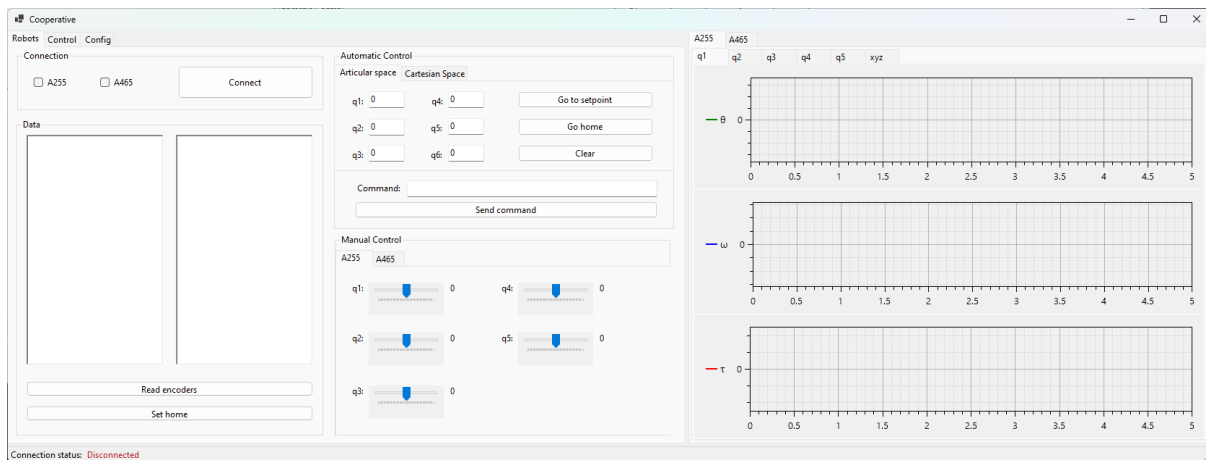 Cooperative
Robots Control Config
Connection
A255 A465 Connect
Data
Read encoders
Set home
Automatic Control
Articular space Cartesian Space
q1: 0 q4: 0 Go to setpoint
q2: 0 q5: 0 Go home
q3: 0 q6: 0 Clear
Command:
Send command
Manual Control
A255 A465
q1: 0 q4: 0
q2: 0 q5: 0
q3: 0
A255 A465
q1 q2 q3 q4 q5 xyz
θ 0
0 0.5 1 1.5 2 2.5 3 3.5 4 4.5 5
ω 0
0 0.5 1 1.5 2 2.5 3 3.5 4 4.5 5
τ 0
0 0.5 1 1.5 2 2.5 3 3.5 4 4.5 5
Connection status: Disconnected